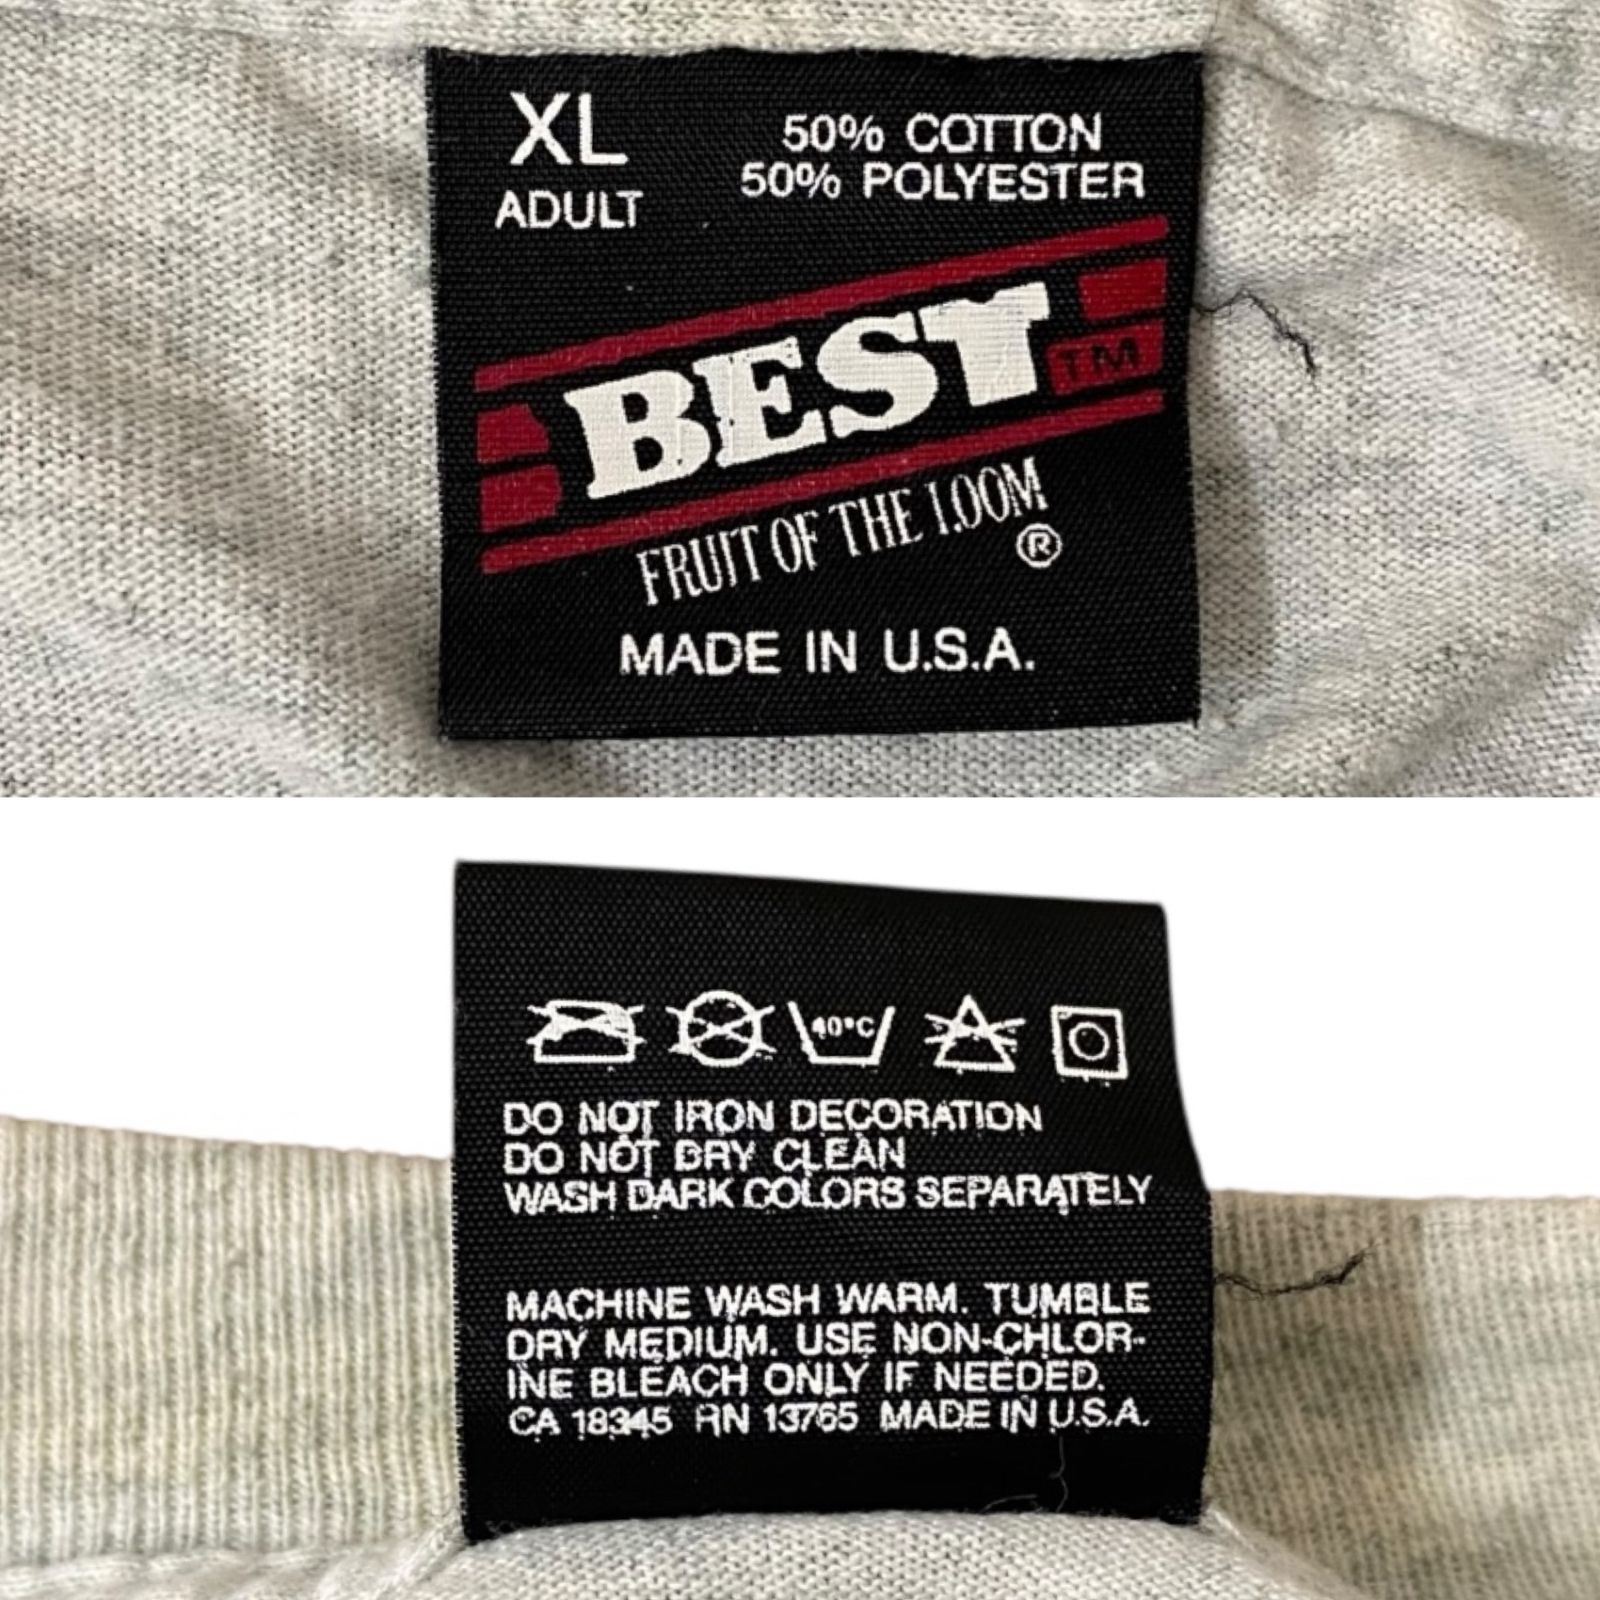 XL
ADULT
50% COTTON
50% POLYESTER
BEST
TM
FRUIT OF THE LOOM
®
MADE IN U.S.A.
40°C
DO NOT IRON DECORATION
DO NOT DRY CLEAN
WASH DARK COLORS SEPARATELY
MACHINE WASH WARM. TUMBLE
DRY MEDIUM. USE NON-CHLOR-
INE BLEACH ONLY IF NEEDED.
CA 18345 RN 13765 MADE IN U.S.A.